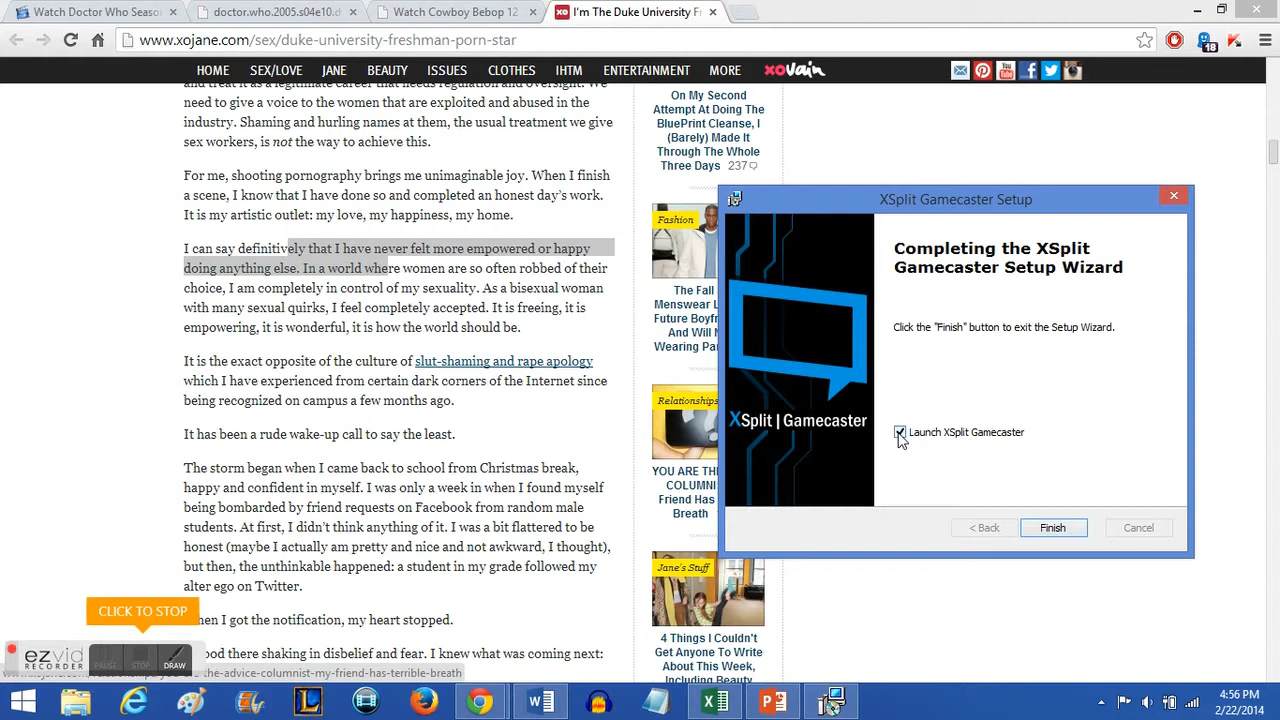 Watch Doctor Who Seaso
doctor.who.2005.s04e10.d
Watch Cowboy Bebop 12
I'm The Duke University Fr
www.xojane.com/sex/duke-university-freshman-porn-star
18
HOME SEX/LOVE JANE BEAUTY ISSUES CLOTHES IHTM ENTERTAINMENT MORE xoVain
need to give a voice to the women that are exploited and abused in the
industry. Shaming and hurling names at them, the usual treatment we give
sex workers, is not the way to achieve this.
For me, shooting pornography brings me unimaginable joy. When I finish
a scene, I know that I have done so and completed an honest day's work.
It is my artistic outlet: my love, my happiness, my home.
I can say definitively that I have never felt more empowered or happy
doing anything else. In a world where women are so often robbed of their
choice, I am completely in control of my sexuality. As a bisexual woman
with many sexual quirks, I feel completely accepted. It is freeing, it is
empowering, it is wonderful, it is how the world should be.
It is the exact opposite of the culture of slut-shaming and rape apology
which I have experienced from certain dark corners of the Internet since
being recognized on campus a few months ago.
It has been a rude wake-up call to say the least.
The storm began when I came back to school from Christmas break,
happy and confident in myself. I was only a week in when I found myself
being bombarded by friend requests on Facebook from random male
students. At first, I didn't think anything of it. I was a bit flattered to be
honest (maybe I actually am pretty and nice and not awkward, I thought),
but then, the unthinkable happened: a student in my grade followed my
alter ego on Twitter.
en I got the notification, my heart stopped.
ood there shaking in disbelief and fear. I knew what was coming next:
On My Second
Attempt At Doing The
BluePrint Cleanse, I
(Barely) Made It
Through The Whole
Three Days 237
Fashion
The Fall
Menswear L
Future Boyfr
And Will
Wearing Pa
Relationships
YOU ARE TH
COLUMNI
Friend Has
Breath
Jane's Stuff
4 Things I Couldn't
Get Anyone To Write
About This Week,
Including Beauty
XSplit Gamecaster Setup
XSplit | Gamecaster
Completing the XSplit
Gamecaster Setup Wizard
Click the "Finish" button to exit the Setup Wizard.
Launch XSplit Gamecaster
< Back Finish Cancel
CLICK TO STOP
ezvid
RECORDER
PAUSE STOP DRAW
the-advice-columnist-my-friend-has-terrible-breath
4:56 PM
2/22/2014